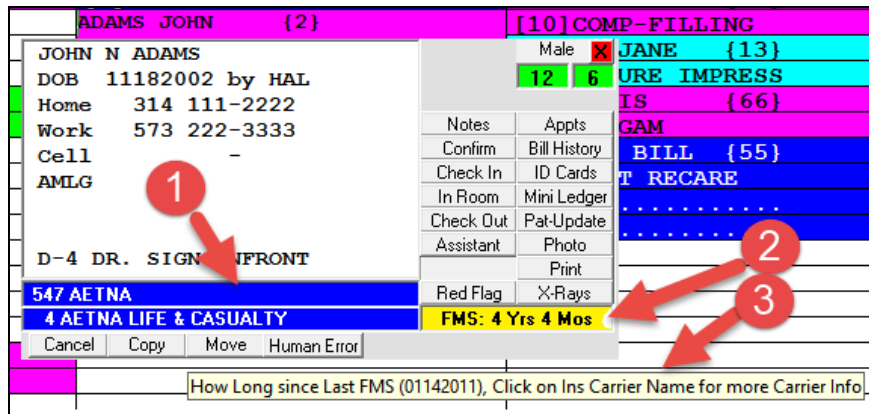 ADAMS JOHN {2}
[10]COMP-FILLING
JOHN N ADAMS
Male X
JANE {13}
DOB 11182002 by HAL
12 6
URE IMPRESS
Home 314 111-2222
IS {66}
Work 573 222-3333
Notes Appts
GAM
Cell -
Confirm Bill History
BILL {55}
AMLG
1
Check In ID Cards
T RECARE
In Room Mini Ledger
............
Check Out Pat-Update
Assistant Photo
2
D-4 DR. SIGN NFRONT
Print
547 AETNA
Red Flag X-Rays
3
4 AETNA LIFE & CASUALTY
FMS: 4 Yrs 4 Mos
Cancel Copy Move Human Error
How Long since Last FMS (01142011), Click on Ins Carrier Name for more Carrier Info